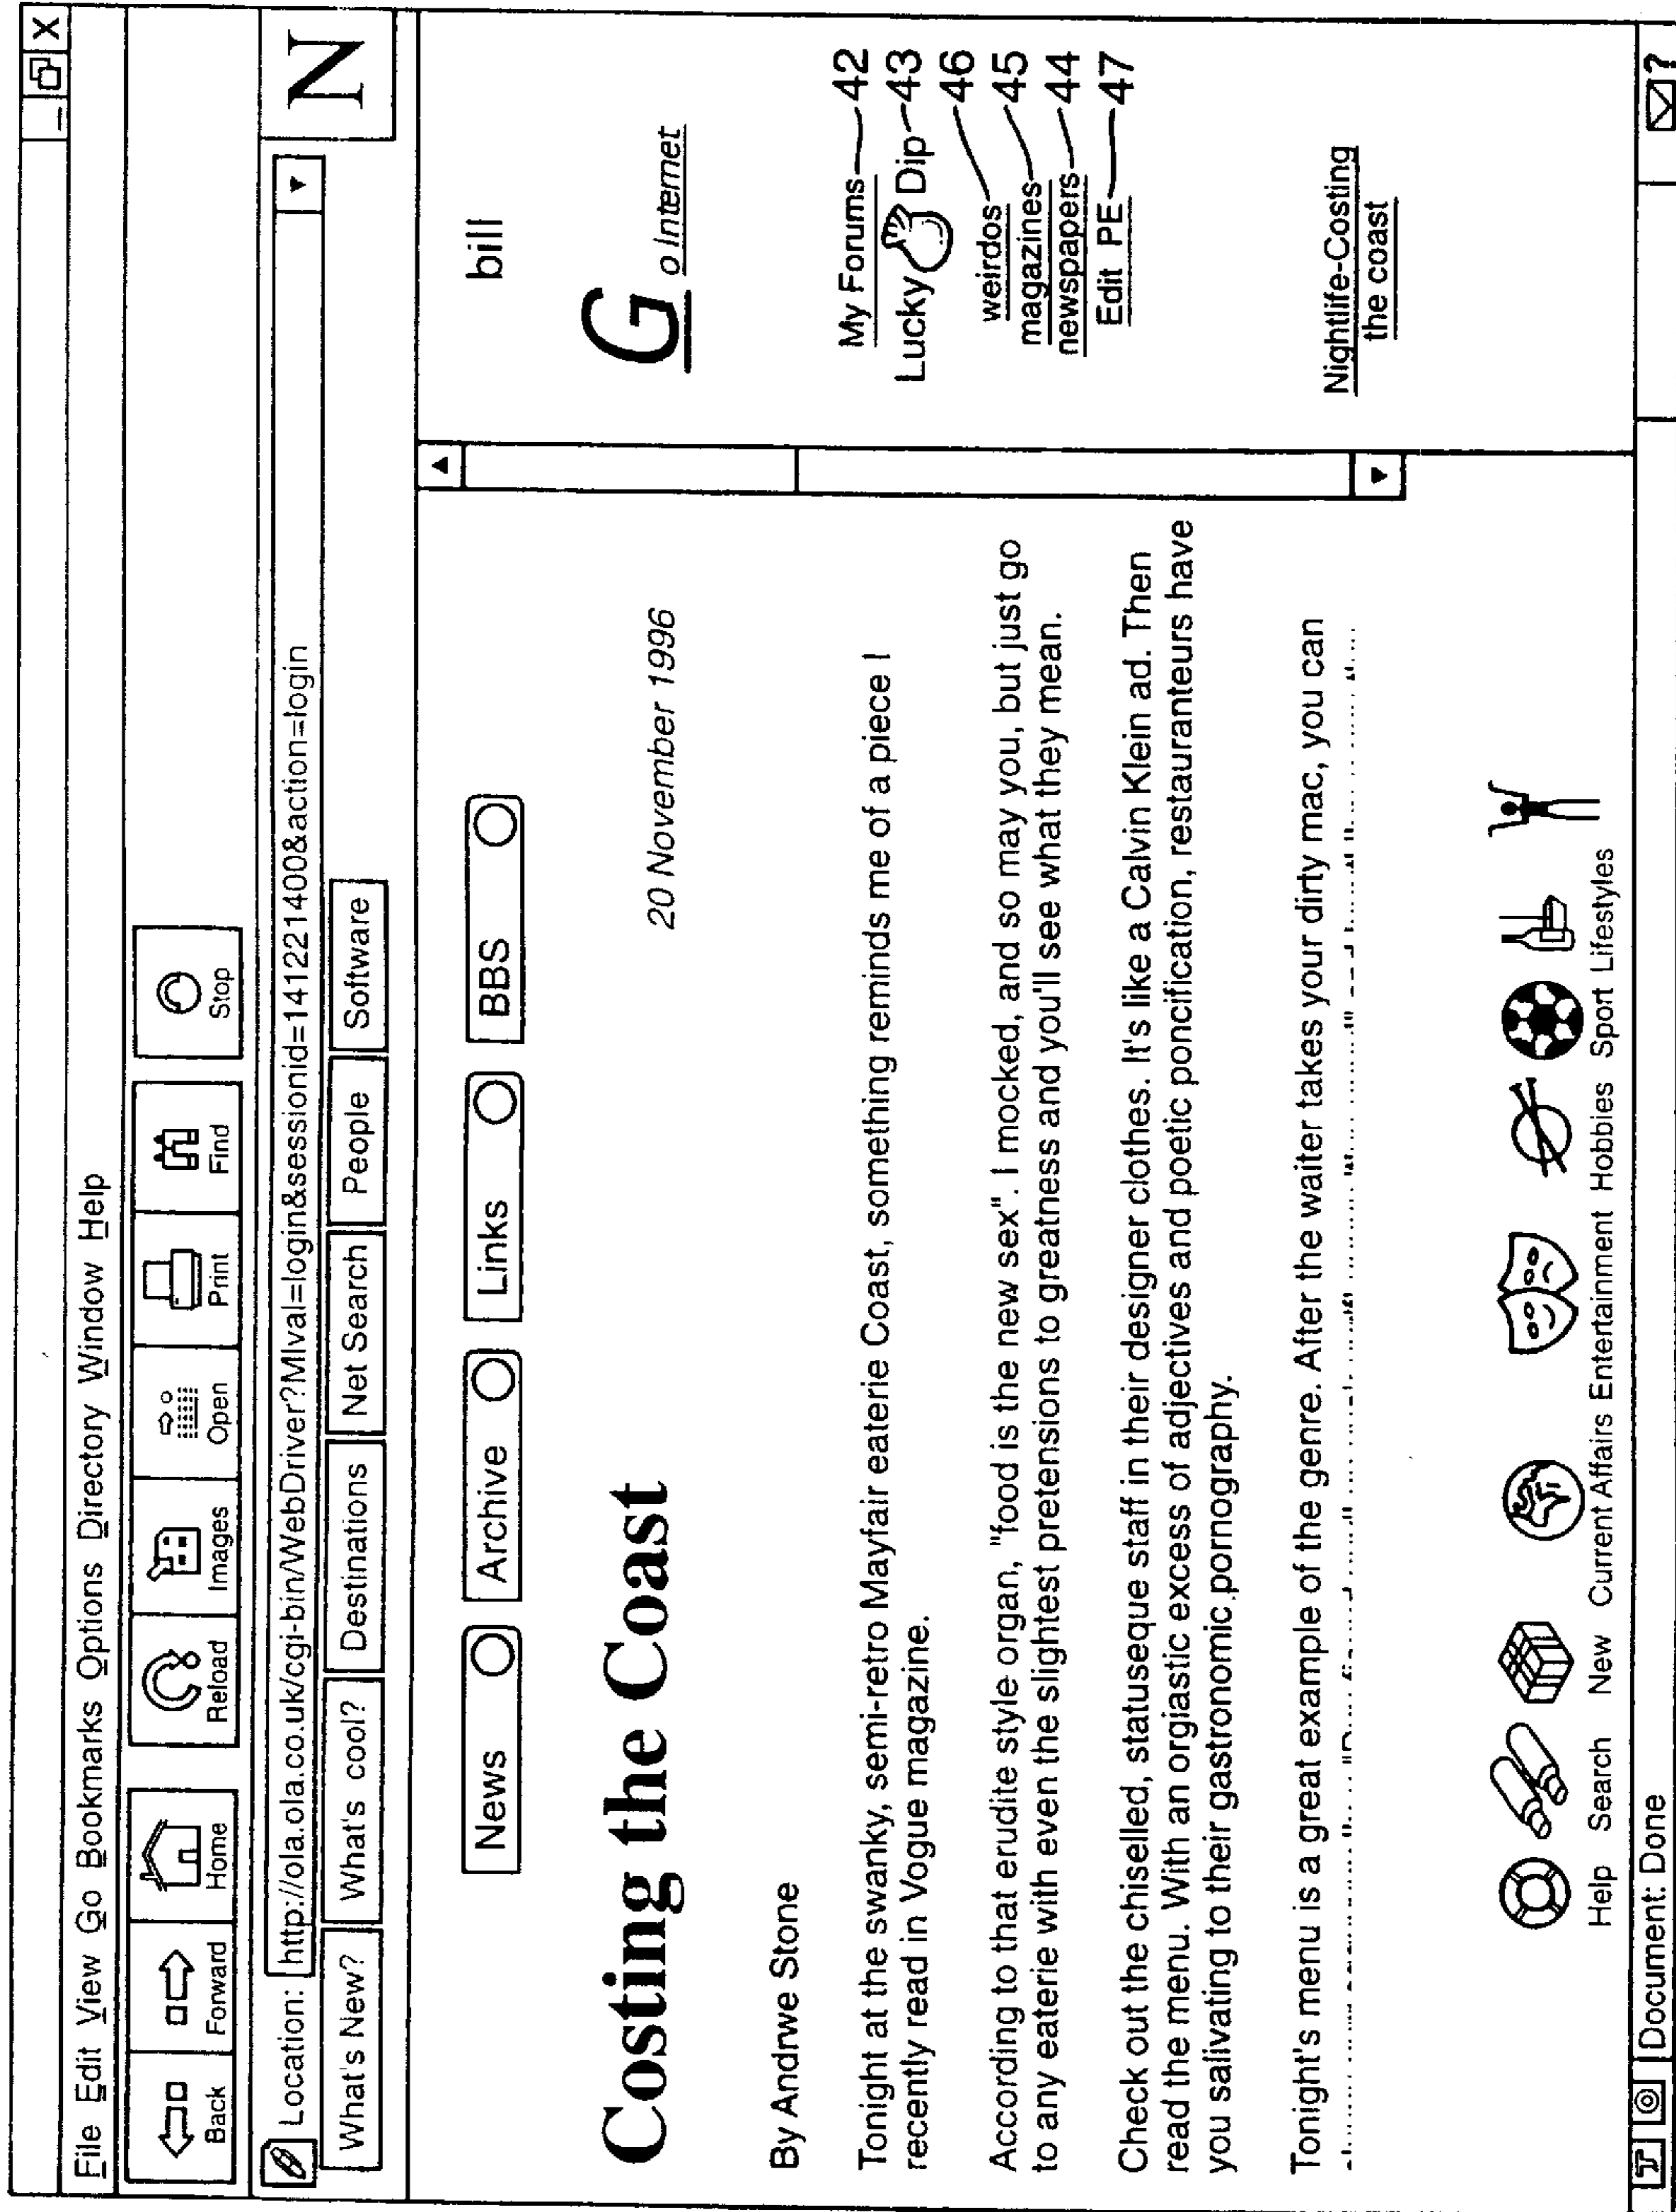 File Edit View Go Bookmarks Options Directory Window Help
Back Forward Home Reload Images Open Print Find Stop
Location: http://ola.ola.co.uk/cgi-bin/WebDriver?MIval=login&sessionid=1412221400&action=login
N
What's New? What's cool? Destinations Net Search People Software
News Archive Links BBS
bill
Costing the Coast
20 November 1996
Go Internet
By Andrwe Stone
Tonight at the swanky, semi-retro Mayfair eaterie Coast, something reminds me of a piece I
recently read in Vogue magazine.
According to that erudite style organ, "food is the new sex". I mocked, and so may you, but just go
to any eaterie with even the slightest pretensions to greatness and you'll see what they mean.
Check out the chiselled, statuseque staff in their designer clothes. It's like a Calvin Klein ad. Then
read the menu. With an orgiastic excess of adjectives and poetic poncification, restauranteurs have
you salivating to their gastronomic pornography.
Tonight's menu is a great example of the genre. After the waiter takes your dirty mac, you can
My Forums 42
Lucky Dip 43
weirdos 46
magazines 45
newspapers 44
Edit PE 47
Nightlife-Costing
the coast
Help Search New Current Affairs Entertainment Hobbies Sport Lifestyles
Document: Done
?